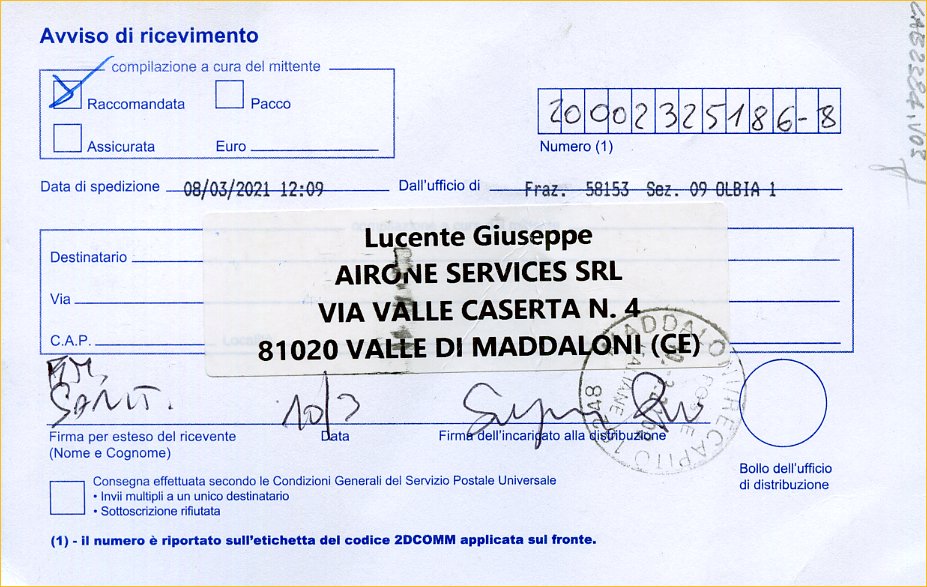 Avviso di ricevimento
compilazione a cura del mittente
Raccomandata
Pacco
Assicurata
Euro
20002325186-8
Numero (1)
Data di spedizione 08/03/2021 12:09 Dall'ufficio di Fraz. 58153 Sez. 09 OLBIA 1
Destinatario
Via
C.A.P.
Lucente Giuseppe
AIRONE SERVICES SRL
VIA VALLE CASERTA N. 4
81020 VALLE DI MADDALONI (CE)
10/3
MADDALONI RECAPITO
POSTE ITALIANE
Firma per esteso del ricevente
(Nome e Cognome)
Data
Firma dell'incaricato alla distribuzione
Bollo dell'ufficio
di distribuzione
Consegna effettuata secondo le Condizioni Generali del Servizio Postale Universale
• Invii multipli a un unico destinatario
• Sottoscrizione rifiutata
(1) - il numero è riportato sull'etichetta del codice 2DCOMM applicata sul fronte.